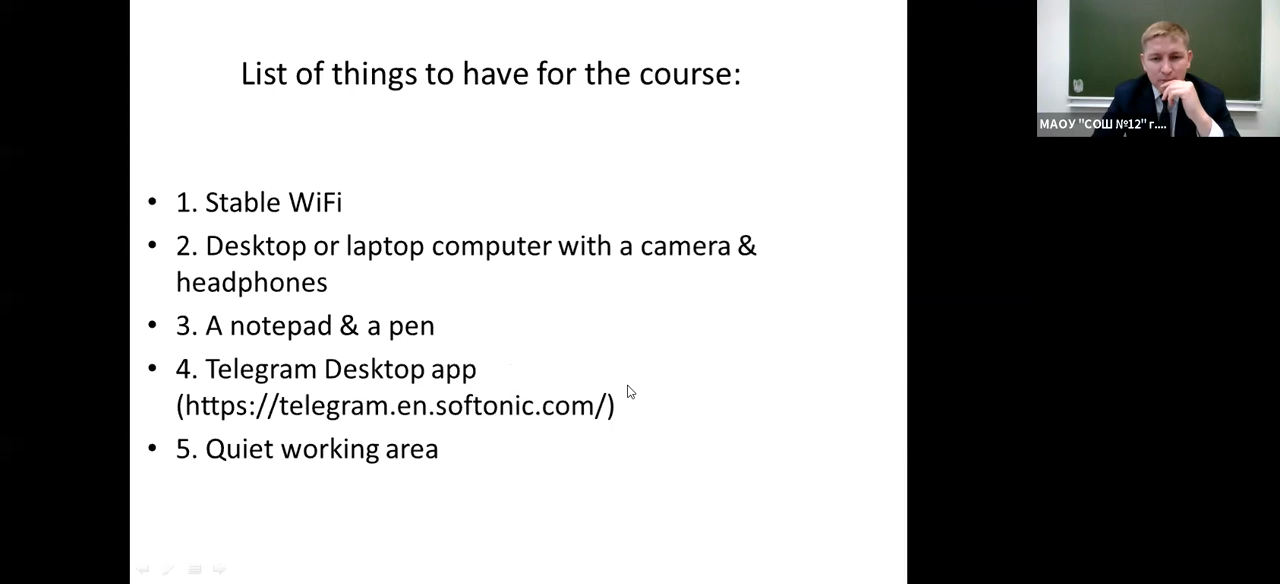 List of things to have for the course:
• 1. Stable WiFi
• 2. Desktop or laptop computer with a camera &
headphones
• 3. A notepad & a pen
• 4. Telegram Desktop app
(https://telegram.en.softonic.com/)
• 5. Quiet working area
МАОУ "СОШ №12" г....